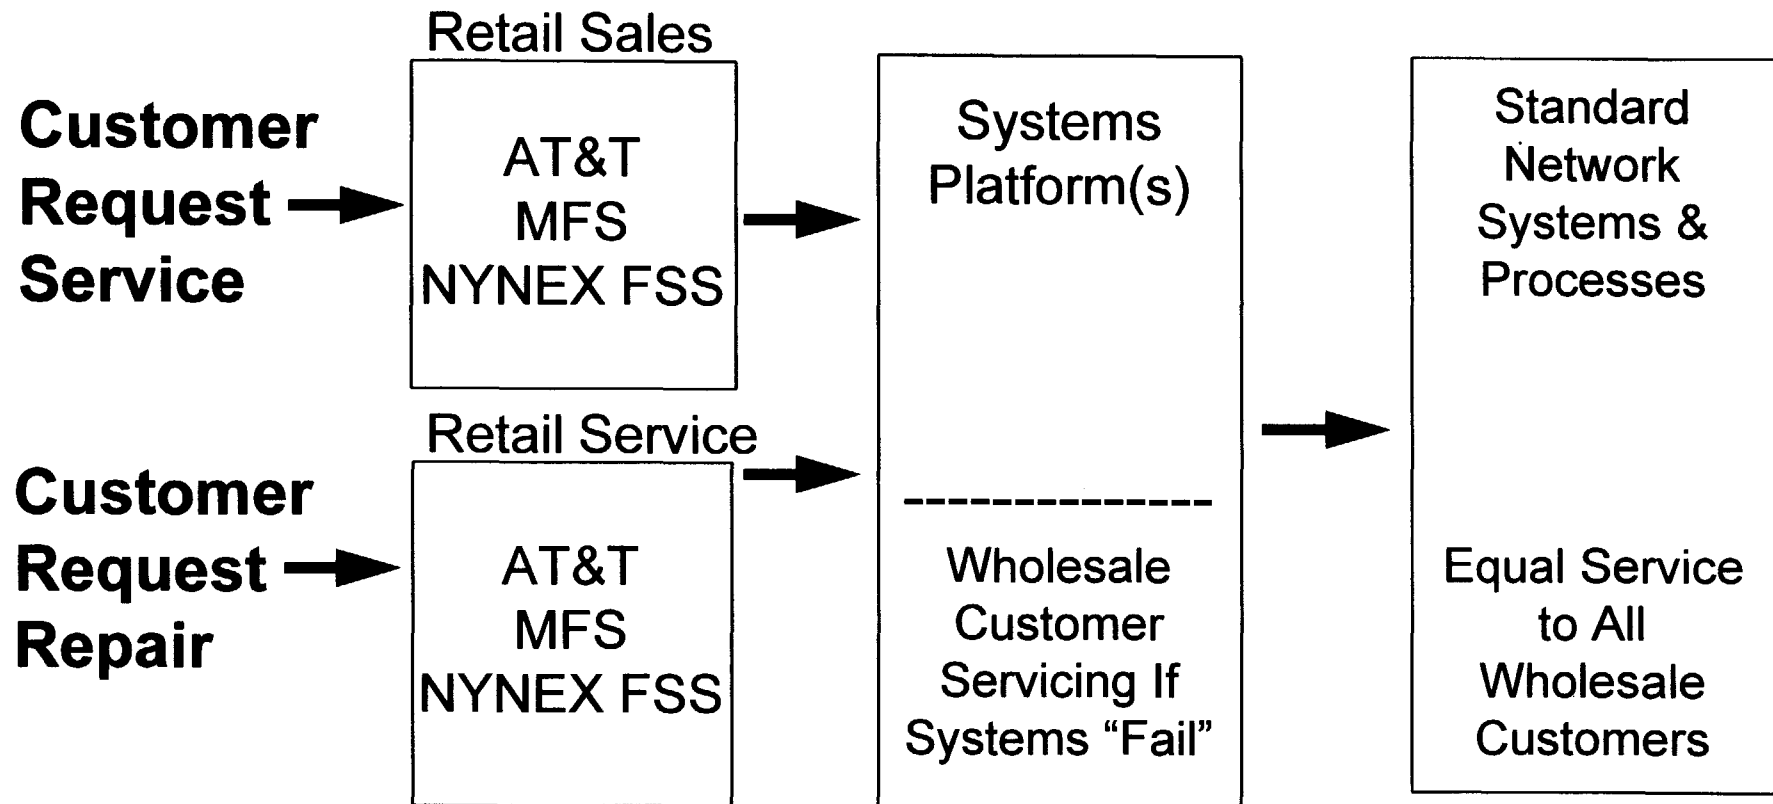 Retail Sales
Customer
Request
Service
AT&T
MFS
NYNEX FSS
Retail Service
Customer
Request
Repair
AT&T
MFS
NYNEX FSS
Systems
Platform(s)
Wholesale
Customer
Servicing If
Systems “Fail”
Standard
Network
Systems &
Processes
Equal Service
to All
Wholesale
Customers